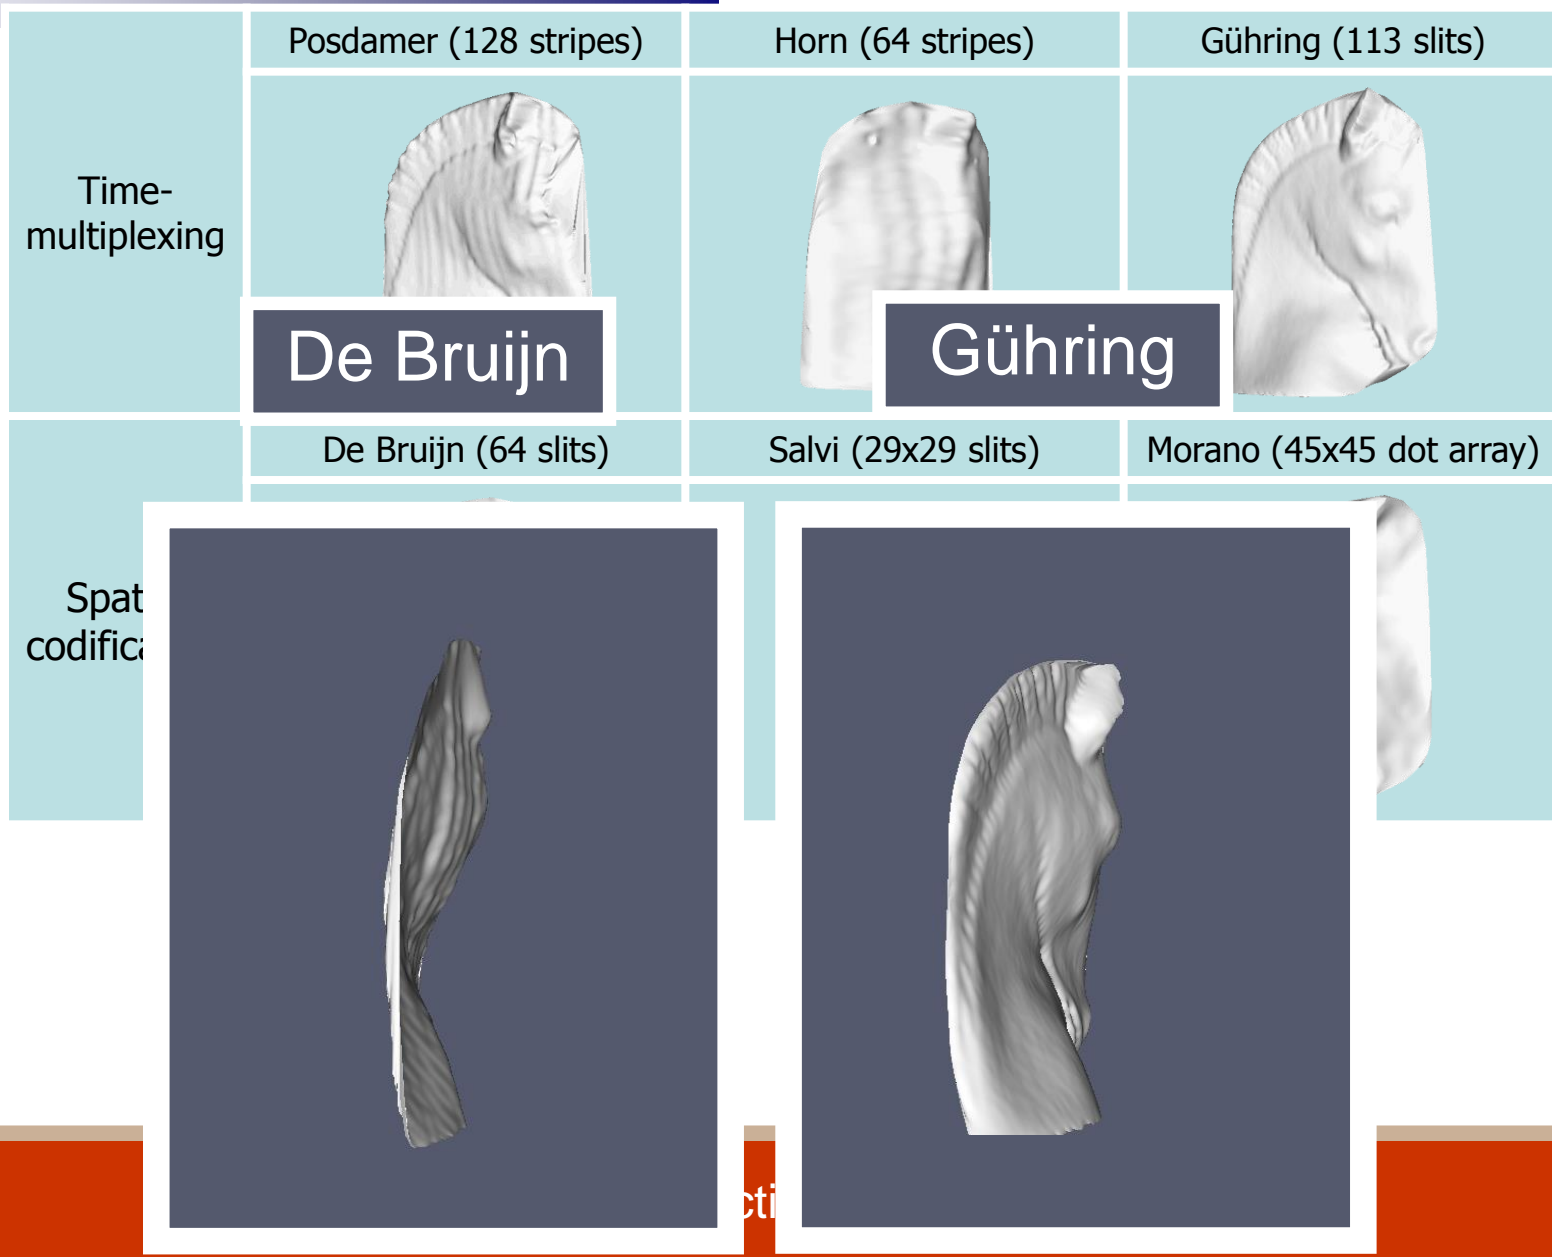 Posdamer (128 stripes)
Horn (64 stripes)
Gühring (113 slits)
Time-
multiplexing
De Bruijn
Gühring
De Bruijn (64 slits)
Salvi (29x29 slits)
Morano (45x45 dot array)